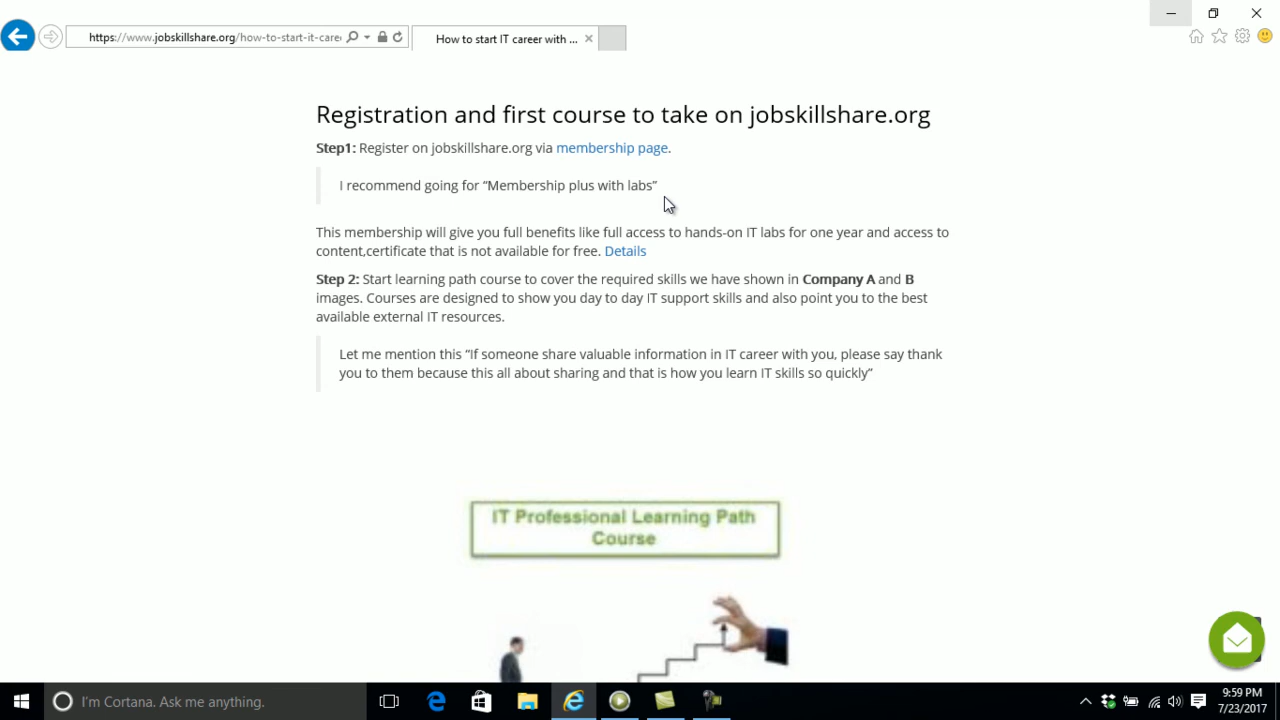 https://www.jobskillshare.org/how-to-start-it-care
How to start IT career with ...
Registration and first course to take on jobskillshare.org
Step1: Register on jobskillshare.org via membership page.
I recommend going for “Membership plus with labs”
This membership will give you full benefits like full access to hands-on IT labs for one year and access to
content,certificate that is not available for free. Details
Step 2: Start learning path course to cover the required skills we have shown in Company A and B
images. Courses are designed to show you day to day IT support skills and also point you to the best
available external IT resources.
Let me mention this “If someone share valuable information in IT career with you, please say thank
you to them because this all about sharing and that is how you learn IT skills so quickly”
IT Professional Learning Path
Course
I'm Cortana. Ask me anything.
9:59 PM
7/23/2017